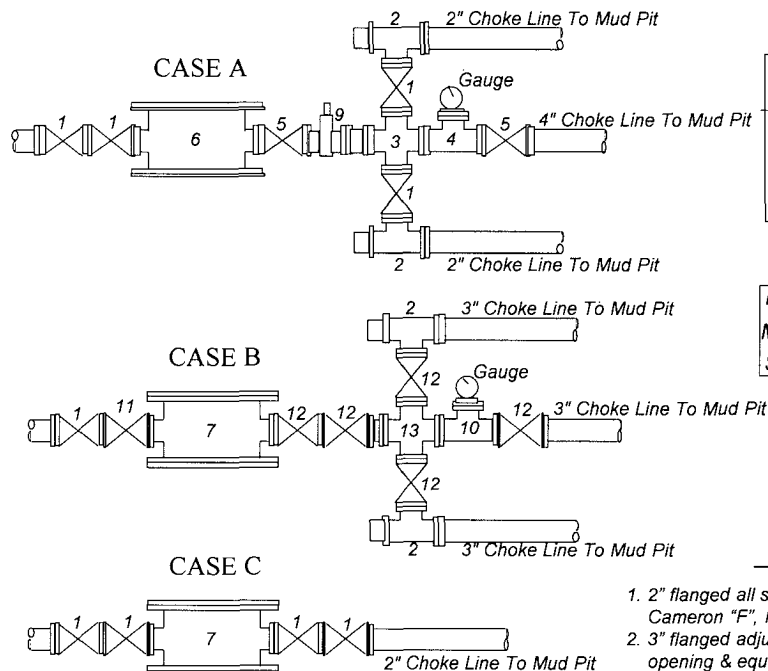 2 2" Choke Line To Mud Pit
CASE A
1 Gauge
1 1 6 5 9 3 4 5 4" Choke Line To Mud Pit
1
2 2" Choke Line To Mud Pit
2 3" Choke Line To Mud Pit
CASE B
12 Gauge
1 11 7 12 12 13 10 12 3" Choke Line To Mud Pit
12
2 3" Choke Line To Mud Pit
CASE C
1 1 7 1 1
2" Choke Line To Mud Pit
1. 2" flanged all
Cameron "F",
2. 3" flanged
opening &